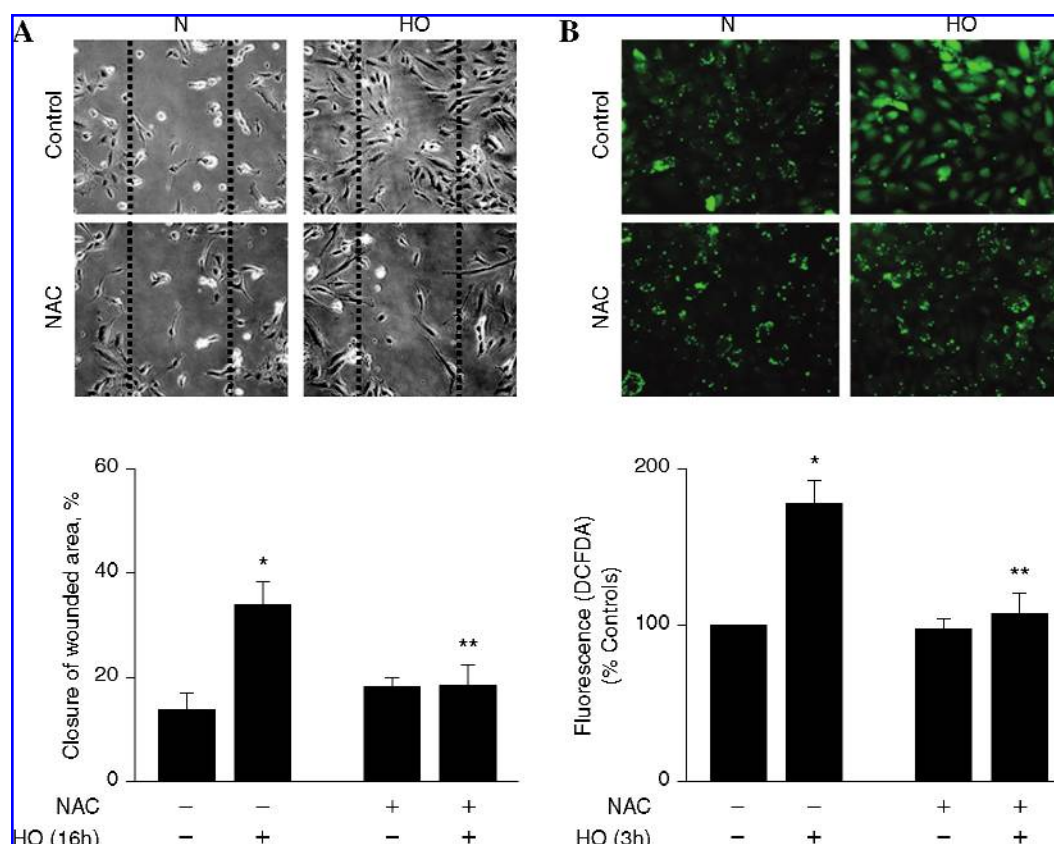 A N HO
Control
NAC
60
40
20
0
Closure of wounded area, %
*
**
NAC − − + +
HO (16h) − + − +
B N HO
Control
NAC
200
100
0
Fluorescence (DCFDA)
(% Controls)
*
**
NAC − − + +
HO (3h) − + − +